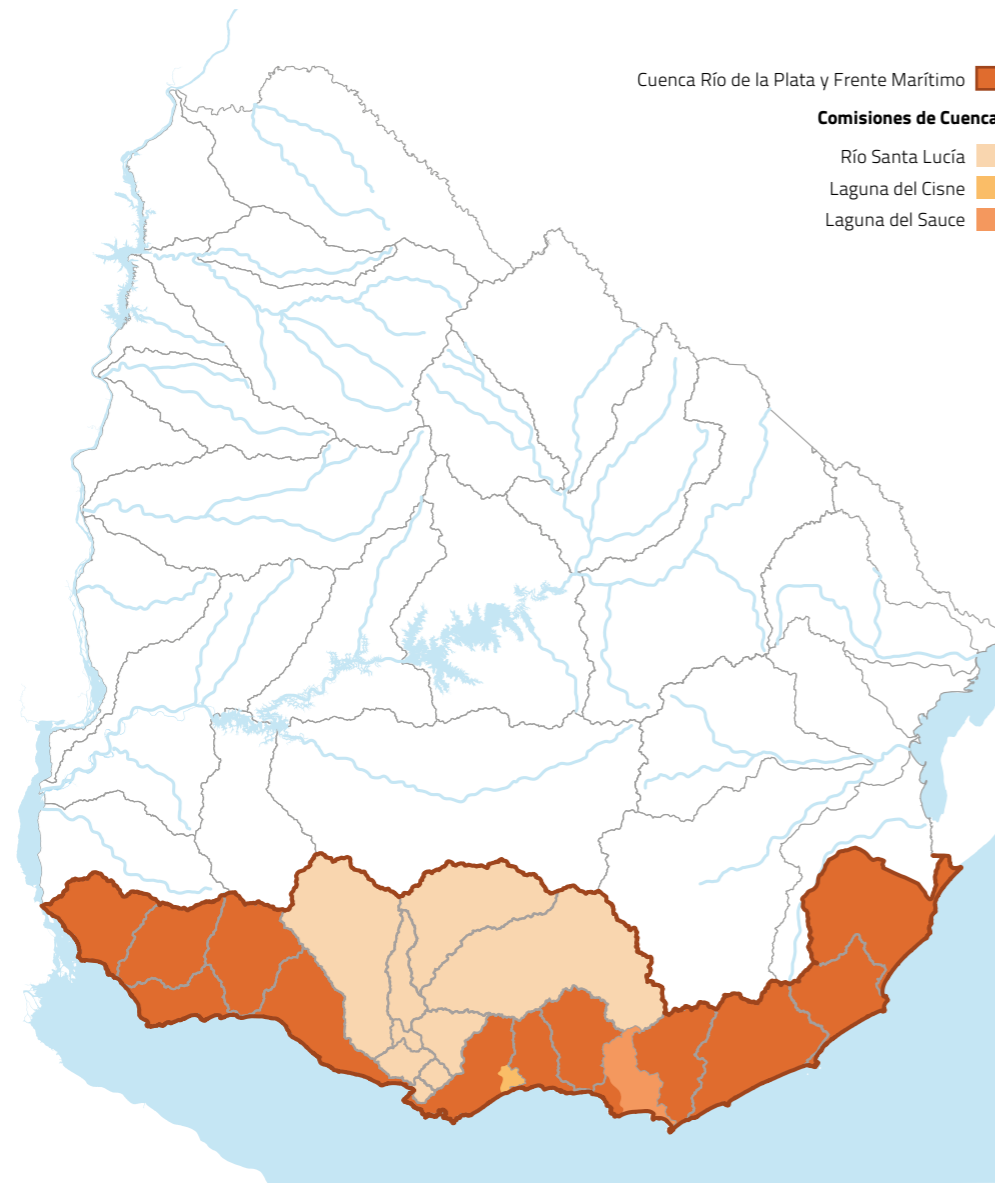 Cuenca Río de la Plata y Frente Marítimo
Comisiones de Cuenca
Río Santa Lucía
Laguna del Cisne
Laguna del Sauce